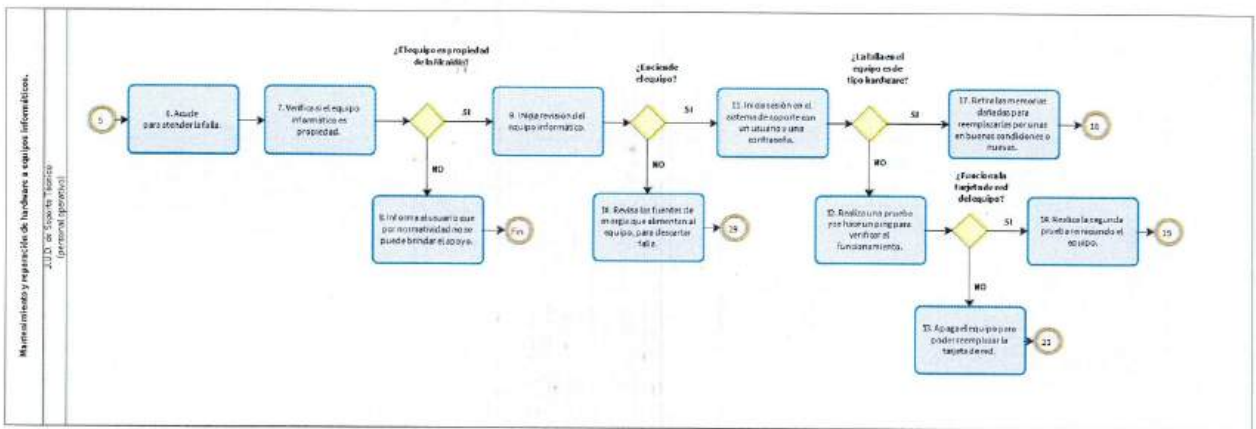 Mantenimiento y reparación de hardware a equipos informáticos.
J.U.D. de Soporte Técnico
(personal operativo)
5
6. Acude
para atender la falla.
7. Verifica si el equipo
informático es
propiedad.
¿El equipo es propiedad
de la Alcaldía?
SI
NO
8. Informa al usuario que
por normatividad no se
puede brindar el apoyo.
Fin
9. Inicia revisión del
equipo informático.
¿Enciende
el equipo?
SI
NO
Revisa las fuentes de
energía que alimentan al
equipo, para descartar
falla.
11. Inicia sesión en el
sistema de soporte con
un usuario y una
contraseña.
¿La falla en el
equipo es de
tipo hardware?
SI
NO
17. Retira las memorias
dañadas para
reemplazarlas por unas
en buenas condiciones o
nuevas.
12. Realiza una prueba
y se hace un ping para
verificar el
funcionamiento.
¿Funciona la
tarjeta de red
del equipo?
SI
NO
14. Realiza la segunda
prueba
equipo.
15
13. Apaga el equipo para
poder reemplazar la
tarjeta de red.